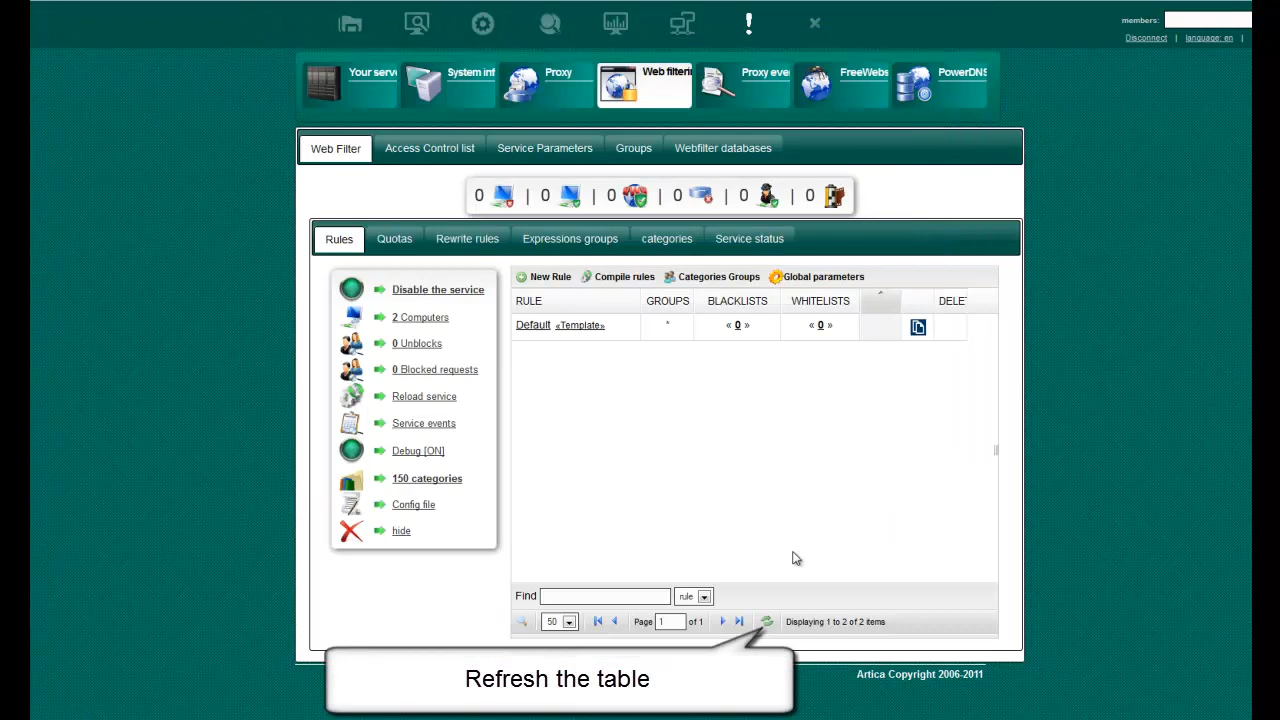 members:
Disconnect | language: en |
Your serve
System inf
Proxy
Web filterin
Proxy eve
FreeWebs
PowerDNS
Web Filter
Access Control list
Service Parameters
Groups
Webfilter databases
0 | 0 | 0 | 0 | 0 | 0
Rules
Quotas
Rewrite rules
Expressions groups
categories
Service status
Disable the service
2 Computers
0 Unblocks
0 Blocked requests
Reload service
Service events
Debug [ON]
150 categories
Config file
hide
New Rule
Compile rules
Categories Groups
Global parameters
RULE GROUPS BLACKLISTS WHITELISTS DELE
Default «Template» * « 0 » « 0 »
Find rule
50 Page 1 of 1 Displaying 1 to 2 of 2 items
Refresh the table
Artica Copyright 2006-2011